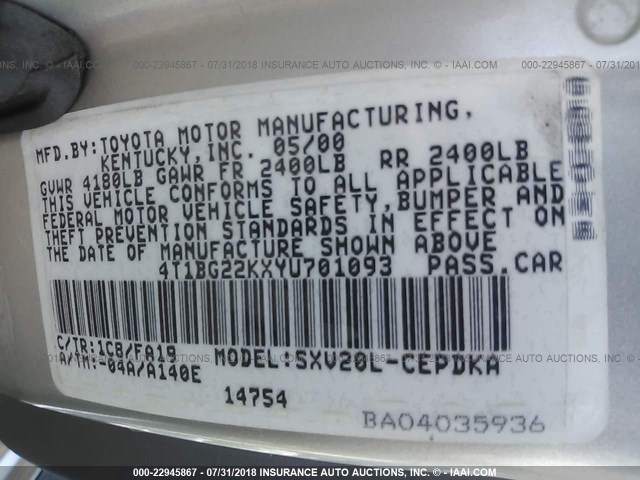 000-22945867 - 07/31/2018 INSURANCE AUTO AUCTIONS © - IAAI.COM
MFD.BY:TOYOTA MOTOR MANUFACTURING,
KENTUCKY,INC. 05/00
GVWR 4180LB GAWR FR 2400LB RR 2400LB
THIS VEHICLE CONFORMS TO ALL APPLICABLE
FEDERAL MOTOR VEHICLE SAFETY,BUMPER AND
THEFT PREVENTION STANDARDS IN EFFECT ON
THE DATE OF MANUFACTURE SHOWN ABOVE
4T1BG22KXYU701093 PASS.CAR
C/TR:1C8/FA19
A/TM:-04A/A140E MODEL:SXV20L-CEPDKA
14754
BA04035936
000-22945867 - 07/31/2018 INSURANCE AUTO AUCTIONS © - IAAI.COM